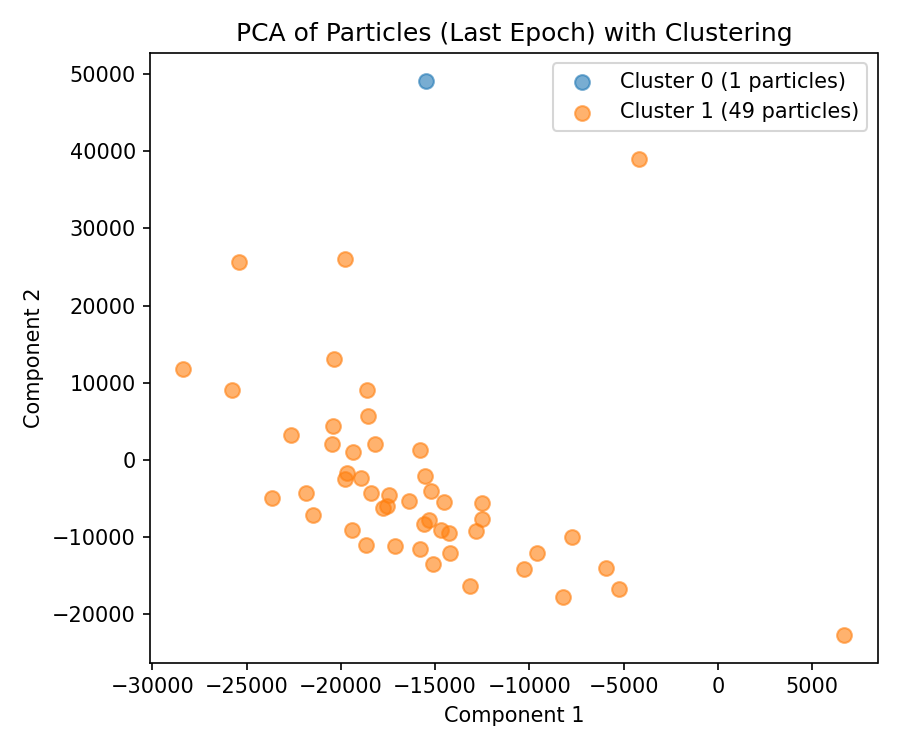 PCA of Particles (Last Epoch) with Clustering
Cluster 0 (1 particles)
Cluster 1 (49 particles)
Component 2
50000
40000
30000
20000
10000
0
−10000
−20000
−30000 −25000 −20000 −15000 −10000 −5000 0 5000
Component 1